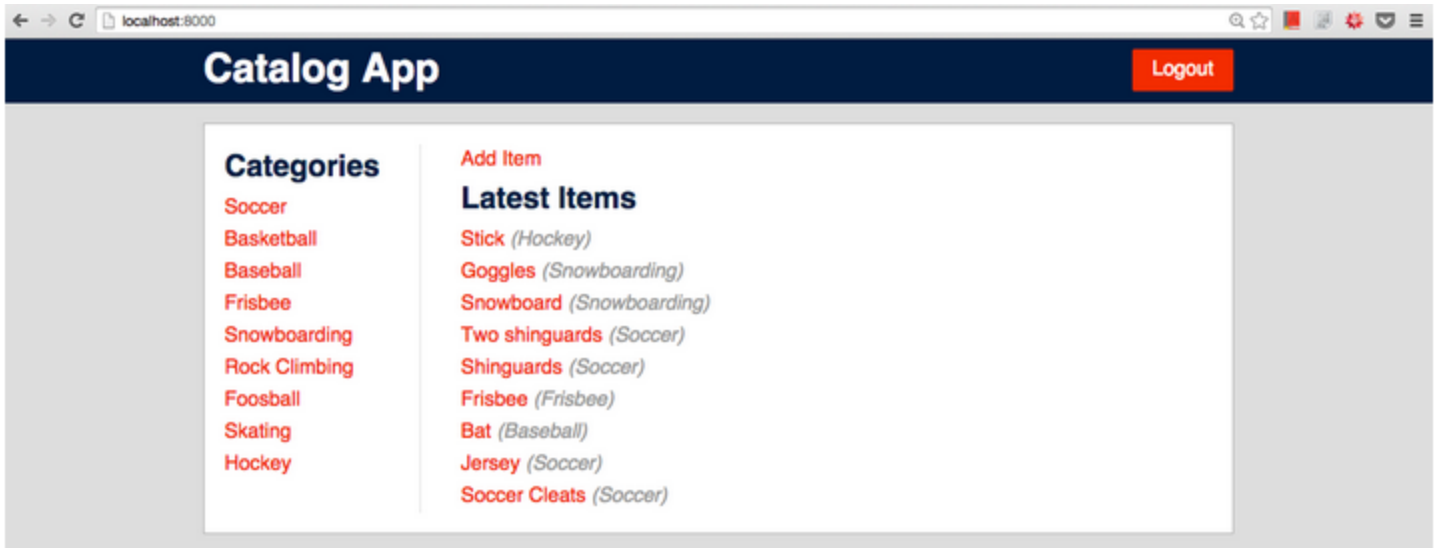 localhost:8000
Catalog App
Logout
Categories
Soccer
Basketball
Baseball
Frisbee
Snowboarding
Rock Climbing
Foosball
Skating
Hockey
Add Item
Latest Items
Stick (Hockey)
Goggles (Snowboarding)
Snowboard (Snowboarding)
Two shinguards (Soccer)
Shinguards (Soccer)
Frisbee (Frisbee)
Bat (Baseball)
Jersey (Soccer)
Soccer Cleats (Soccer)